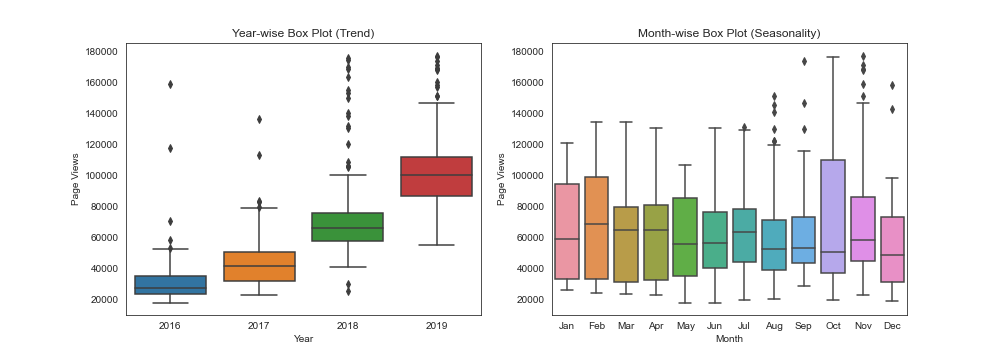 Year-wise Box Plot (Trend)
180000
160000
140000
120000
100000
80000
60000
40000
20000
Page Views
2016 2017 2018 2019
Year
Month-wise Box Plot (Seasonality)
180000
160000
140000
120000
100000
80000
60000
40000
20000
Page Views
Jan Feb Mar Apr May Jun Jul Aug Sep Oct Nov Dec
Month